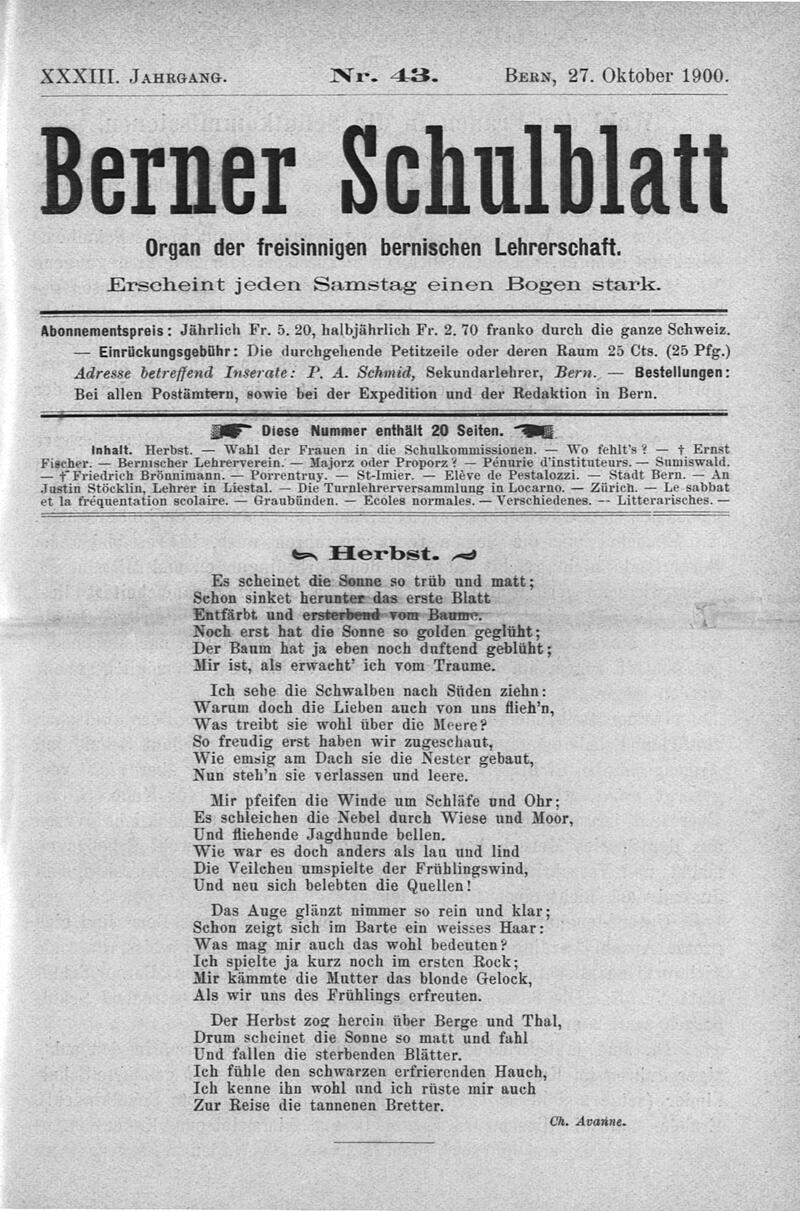 XXXIII. Jahrgang. Nr. 43. Bern, 27. Oktober 1900.
Berner Schulblatt
Organ der freisinnigen bernischen Lehrerschaft.
Erscheint jeden Samstag einen Bogen stark.
Abonnementspreis: Jährlich Fr. 5. 20, halbjährlich Fr. 2. 70 franko durch die ganze Schweiz.
— Einrückungsgebühr: Die durchgehende Petitzeile oder deren Raum 25 Cts. (25 Pfg.)
Adresse betreffend Inserate: P. A. Schmid, Sekundarlehrer, Bern. — Bestellungen:
Bei allen Postämtern, sowie bei der Expedition und der Redaktion in Bern.
Diese Nummer enthält 20 Seiten.
Inhalt. Herbst. — Wahl der Frauen in die Schulkommissionen. — Wo fehlt's? — † Ernst
Fischer. — Bernischer Lehrerverein. — Majorz oder Proporz? — Pénurie d'instituteurs. — Sumiswald.
— † Friedrich Brönnimann. — Porrentruy. — St-Imier. — Elève de Pestalozzi. — Stadt Bern. — An
Justin Stöcklin, Lehrer in Liestal. — Die Turnlehrerversammlung in Locarno. — Zürich. — Le sabbat
et la fréquentation scolaire. — Graubünden. — Ecoles normales. — Verschiedenes. — Litterarisches. —
Herbst.
Es scheinet die Sonne so trüb und matt;
Schon sinket herunter das erste Blatt
Entfärbt und ersterbend vom Baume.
Noch erst hat die Sonne so golden geglüht;
Der Baum hat ja eben noch duftend geblüht;
Mir ist, als erwacht' ich vom Traume.
Ich sehe die Schwalben nach Süden ziehn:
Warum doch die Lieben auch von uns flieh'n,
Was treibt sie wohl über die Meere?
So freudig erst haben wir zugeschaut,
Wie emsig am Dach sie die Nester gebaut,
Nun steh'n sie verlassen und leere.
Mir pfeifen die Winde um Schläfe und Ohr;
Es schleichen die Nebel durch Wiese und Moor,
Und fliehende Jagdhunde bellen.
Wie war es doch anders als lau und lind
Die Veilchen umspielte der Frühlingswind,
Und neu sich belebten die Quellen!
Das Auge glänzt nimmer so rein und klar;
Schon zeigt sich im Barte ein weisses Haar:
Was mag mir auch das wohl bedeuten?
Ich spielte ja kurz noch im ersten Rock;
Mir kämmte die Mutter das blonde Gelock,
Als wir uns des Frühlings erfreuten.
Der Herbst zog herein über Berge und Thal,
Drum scheinet die Sonne so matt und fahl
Und fallen die sterbenden Blätter.
Ich fühle den schwarzen erfrierenden Hauch,
Ich kenne ihn wohl und ich rüste mir auch
Zur Reise die tannenen Bretter.
Ch. Avanne.